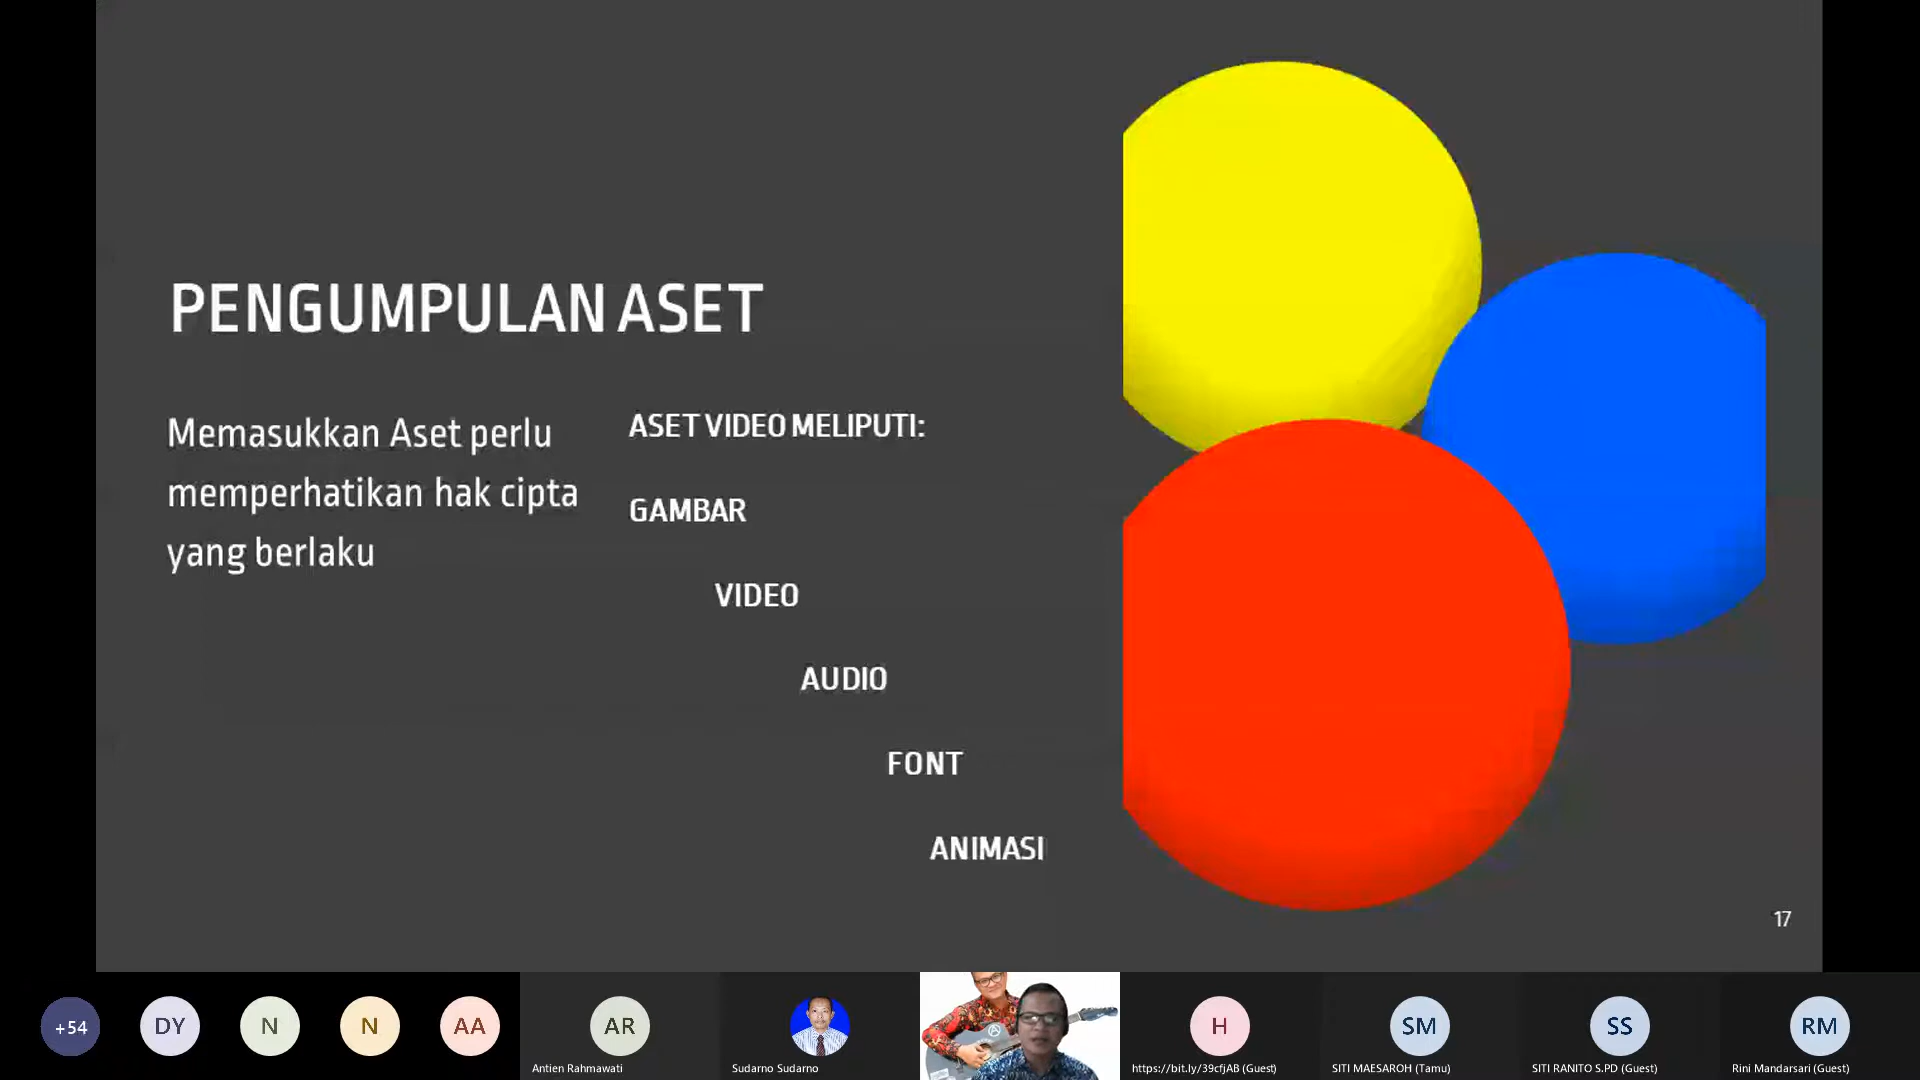 PENGUMPULAN ASET
Memasukkan Aset perlu
memperhatikan hak cipta
yang berlaku
ASET VIDEO MELIPUTI:
GAMBAR
VIDEO
AUDIO
FONT
ANIMASI
17
+54
DY
N
N
AA
AR
Antien Rahmawati
Sudarno Sudarno
H
https://bit.ly/39cfjAB (Guest)
SM
SITI MAESAROH (Tamu)
SS
SITI RANITO S.PD (Guest)
RM
Rini Mandarsari (Guest)